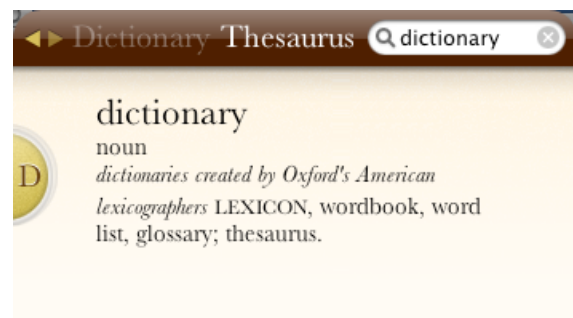 Dictionary Thesaurus dictionary
dictionary
noun
D
dictionaries created by Oxford's American
lexicographers LEXICON, wordbook, word
list, glossary; thesaurus.